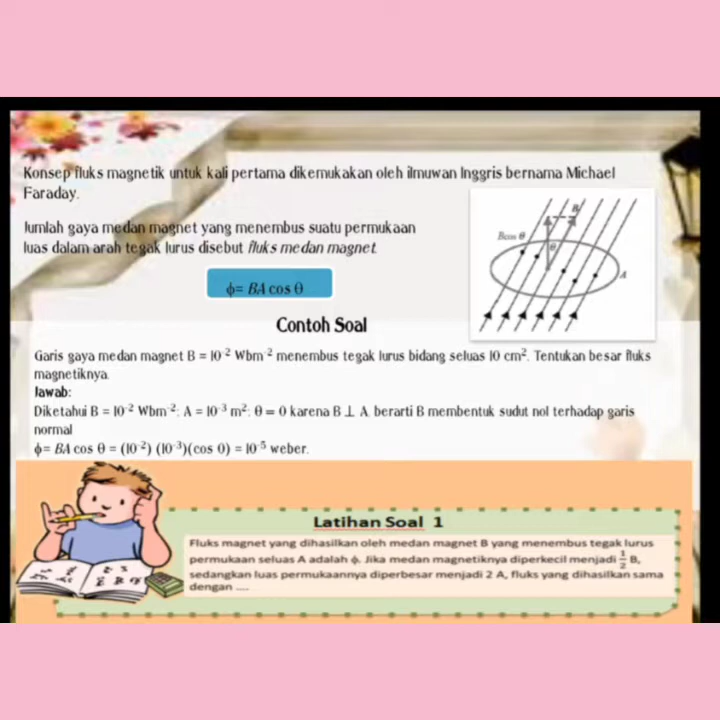 Konsep fluks magnetik untuk kali pertama dikemukakan oleh ilmuwan Inggris bernama Michael
Faraday.
Jumlah gaya medan magnet yang menembus suatu permukaan
luas dalam arah tegak lurus disebut fluks medan magnet
ϕ= BA cos θ
B
Bcos θ
θ
A
Contoh Soal
Garis gaya medan magnet B = 10⁻² Wbm⁻² menembus tegak lurus bidang seluas 10 cm². Tentukan besar fluks
magnetiknya.
Jawab:
Diketahui B = 10⁻² Wbm⁻²; A = 10⁻³ m²; θ = 0 karena B ⊥ A. berarti B membentuk sudut nol terhadap garis
normal
ϕ= BA cos θ = (10⁻²) (10⁻³)(cos 0) = 10⁻⁵ weber.
Latihan Soal 1
Fluks magnet yang dihasilkan oleh medan magnet B yang menembus tegak lurus
permukaan seluas A adalah ϕ. Jika medan magnetiknya diperkecil menjadi ½ B,
sedangkan luas permukaannya diperbesar menjadi 2 A, fluks yang dihasilkan sama
dengan ....